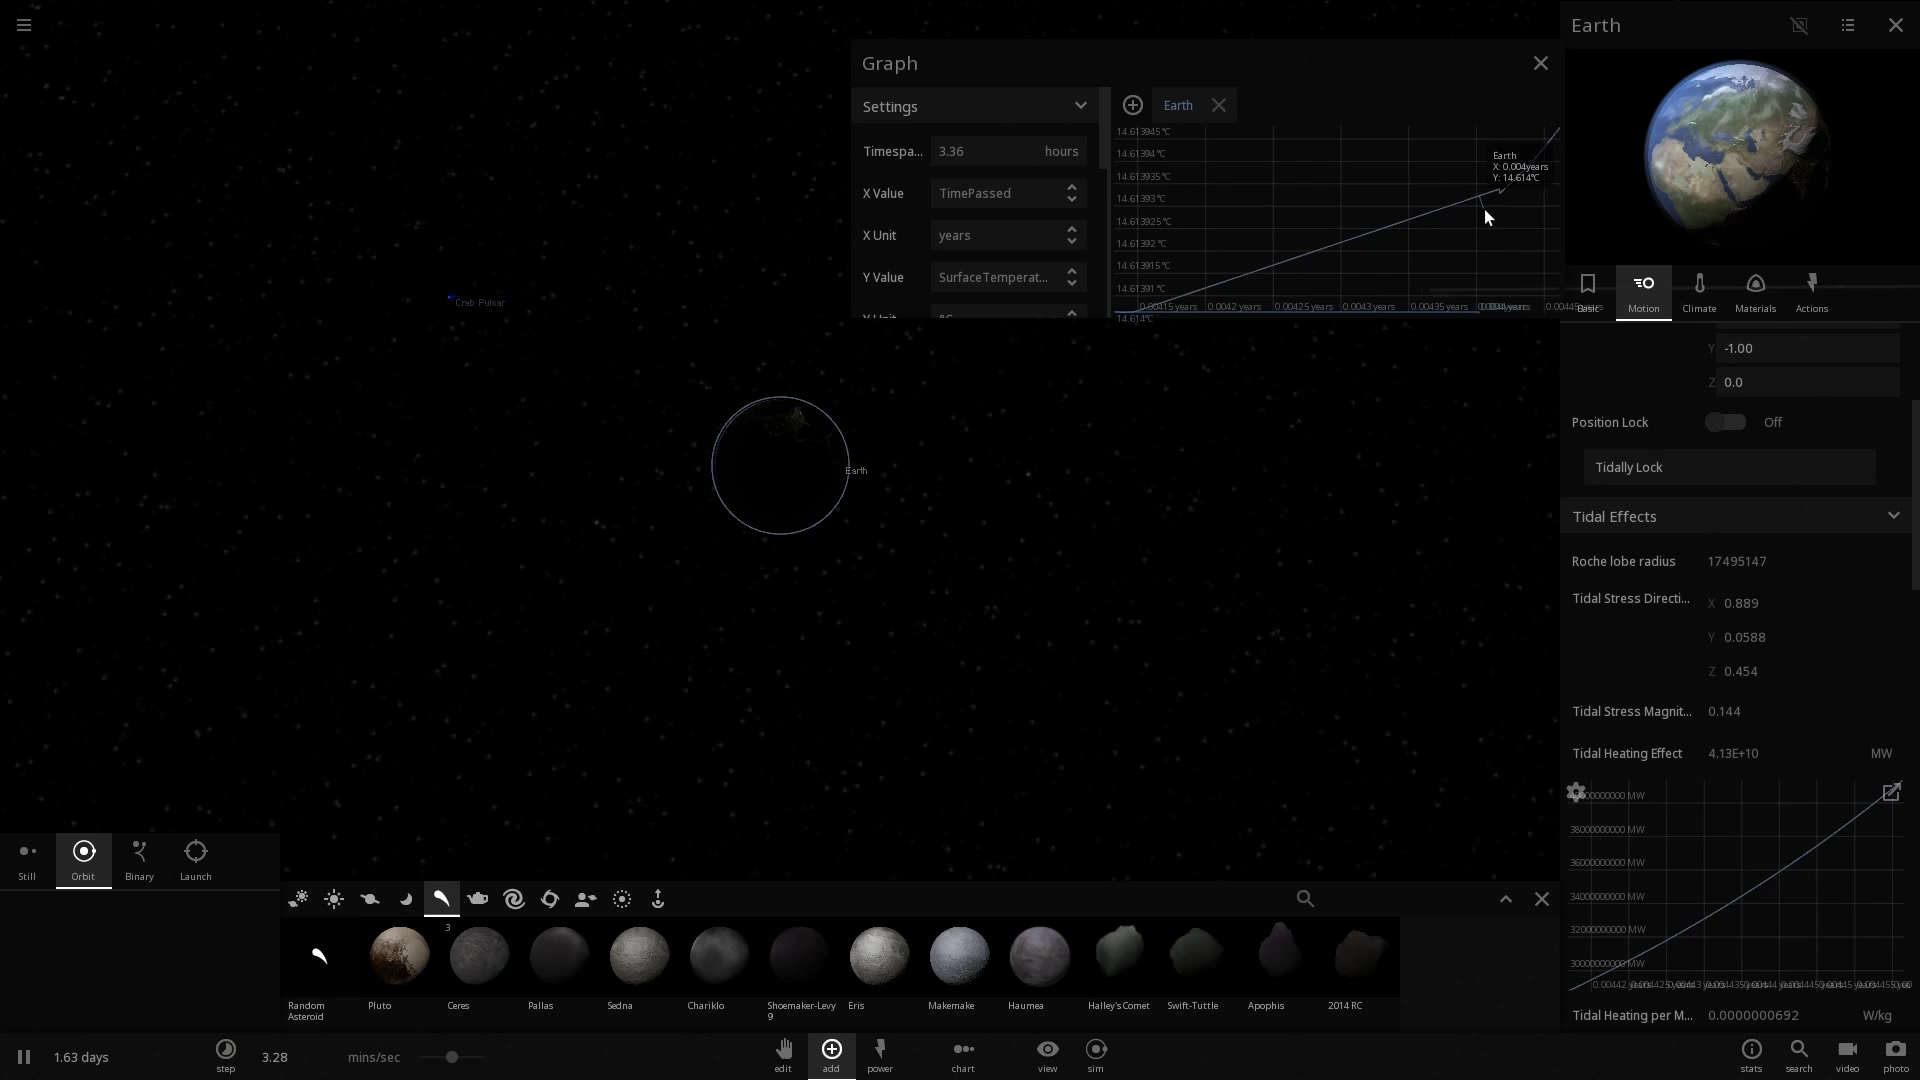 Graph
Settings
Timespa... 3.36 hours
X Value TimePassed
X Unit years
Y Value SurfaceTemperat...
Earth
14.613945°C
14.61394°C
14.613935°C
14.61393°C
14.613925°C
14.61392°C
14.613915°C
14.61391°C
14.614°C
0.00415 years
0.0042 years
0.00425 years
0.0043 years
0.00435 years
Earth
X: 0.004years
Y: 14.614°C
Crab Pulsar
Earth
Earth
Basic
Motion
Climate
Materials
Actions
Y -1.00
Z 0.0
Position Lock Off
Tidally Lock
Tidal Effects
Roche lobe radius 17495147
Tidal Stress Directi... X 0.889
Y 0.0588
Z 0.454
Tidal Stress Magnit... 0.144
Tidal Heating Effect 4.13E+10 MW
38000000000 MW
36000000000 MW
34000000000 MW
32000000000 MW
30000000000 MW
Tidal Heating per M... 0.0000000692 W/kg
Still
Orbit
Binary
Launch
3
Random
Asteroid
Pluto
Ceres
Pallas
Sedna
Chariklo
Shoemaker-Levy
9
Eris
Makemake
Haumea
Halley's Comet
Swift-Tuttle
Apophis
2014 RC
1.63 days
step
3.28 mins/sec
edit
add
power
chart
view
sim
stats
search
video
photo